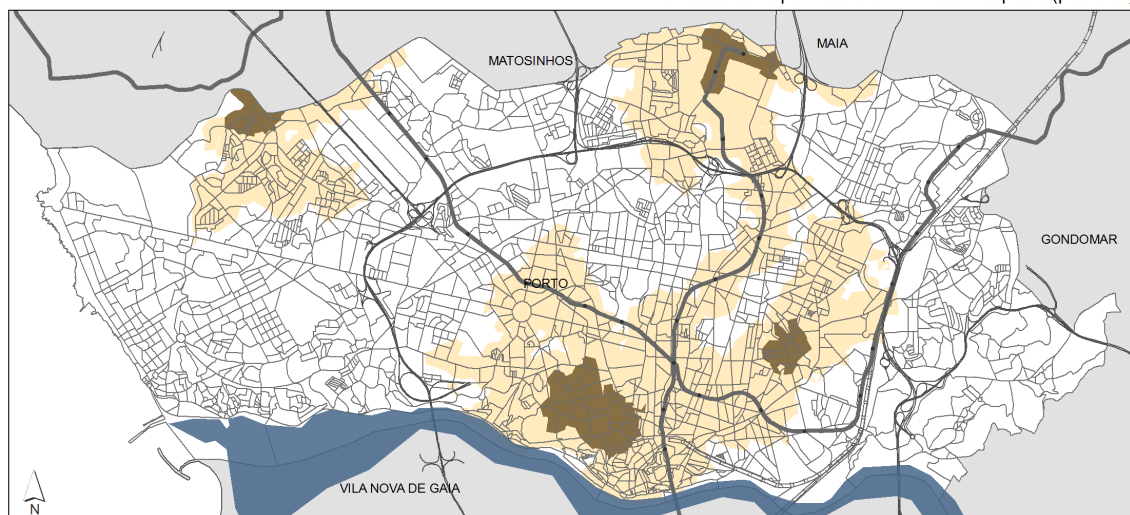 MATOSINHOS
MAIA
GONDOMAR
PORTO
VILA NOVA DE GAIA
N